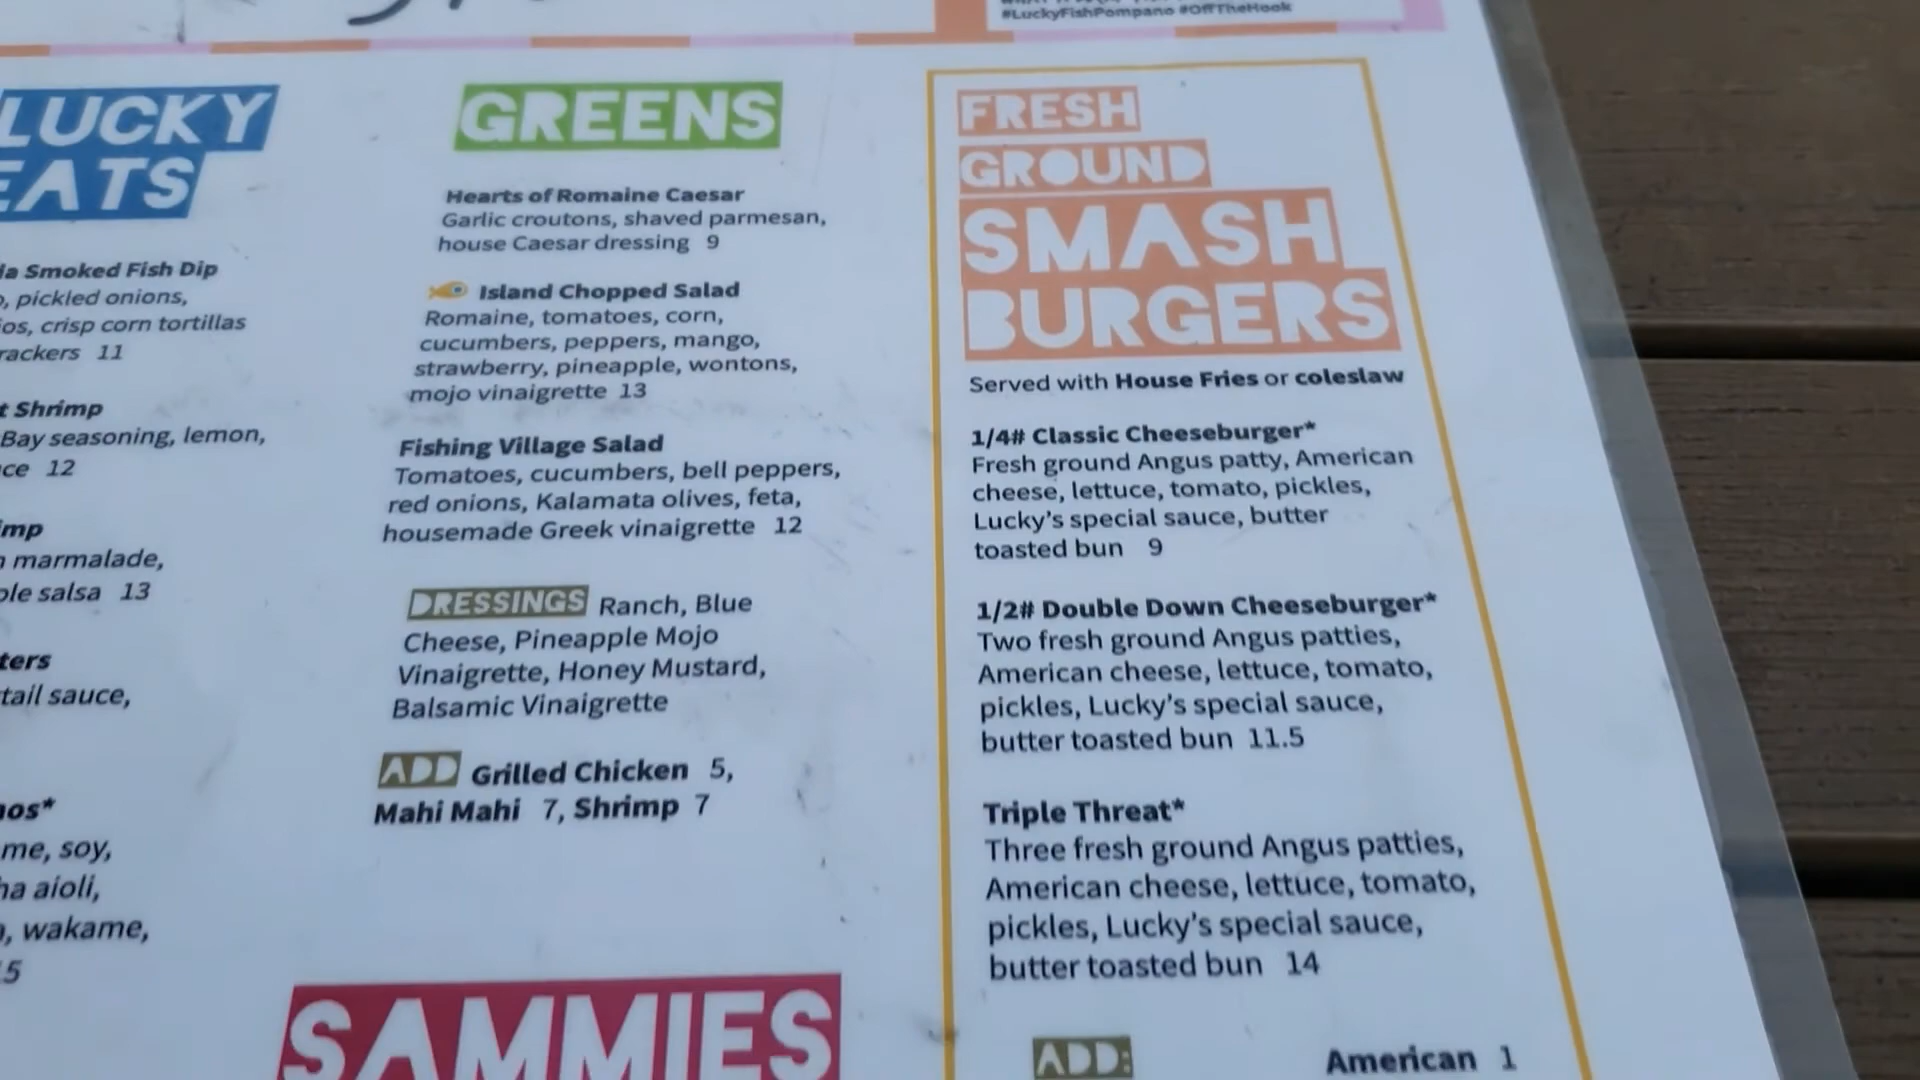 #LuckyFishPompano #OffTheHook
LUCKY
EATS
Smoked Fish Dip
pickled onions,
crisp corn tortillas
11
Shrimp
Bay seasoning, lemon,
12
marmalade,
salsa 13
sauce,
soy,
aioli,
wakame,
GREENS
Hearts of Romaine Caesar
Garlic croutons, shaved parmesan,
house Caesar dressing 9
Island Chopped Salad
Romaine, tomatoes, corn,
cucumbers, peppers, mango,
strawberry, pineapple, wontons,
mojo vinaigrette 13
Fishing Village Salad
Tomatoes, cucumbers, bell peppers,
red onions, Kalamata olives, feta,
housemade Greek vinaigrette 12
DRESSINGS Ranch, Blue
Cheese, Pineapple Mojo
Vinaigrette, Honey Mustard,
Balsamic Vinaigrette
ADD Grilled Chicken 5,
Mahi Mahi 7, Shrimp 7
SAMMIES
FRESH
GROUND
SMASH
BURGERS
Served with House Fries or coleslaw
1/4# Classic Cheeseburger*
Fresh ground Angus patty, American
cheese, lettuce, tomato, pickles,
Lucky's special sauce, butter
toasted bun 9
1/2# Double Down Cheeseburger*
Two fresh ground Angus patties,
American cheese, lettuce, tomato,
pickles, Lucky's special sauce,
butter toasted bun 11.5
Triple Threat*
Three fresh ground Angus patties,
American cheese, lettuce, tomato,
pickles, Lucky's special sauce,
butter toasted bun 14
ADD: American 1